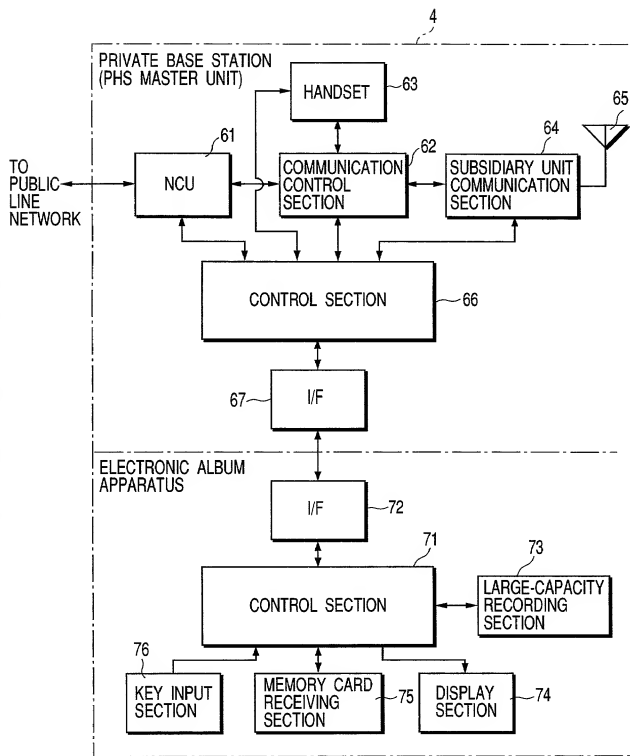 4
PRIVATE BASE STATION
(PHS MASTER UNIT)
HANDSET
63
65
61
62
64
TO
PUBLIC
LINE
NETWORK
NCU
COMMUNICATION
CONTROL
SECTION
SUBSIDIARY UNIT
COMMUNICATION
SECTION
CONTROL SECTION
66
67
I/F
ELECTRONIC ALBUM
APPARATUS
I/F
72
71
73
CONTROL SECTION
LARGE-CAPACITY
RECORDING
SECTION
76
KEY INPUT
SECTION
MEMORY CARD
RECEIVING
SECTION
75
DISPLAY
SECTION
74